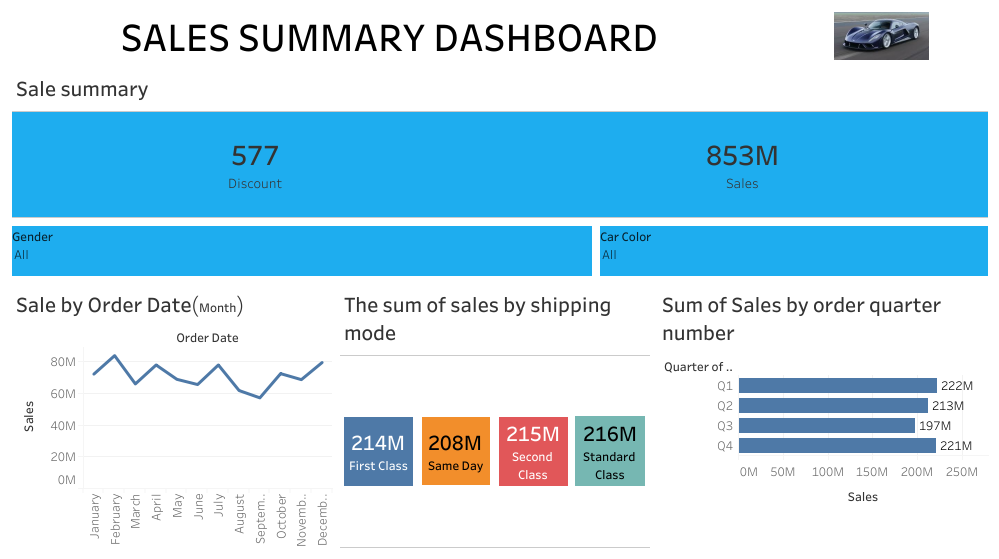 SALES SUMMARY DASHBOARD
Sale summary
577
Discount
853M
Sales
Gender
All
Car Color
All
Sale by Order Date(Month)
Order Date
Sales
80M
60M
40M
20M
0M
January
February
March
April
May
June
July
August
Septem..
October
Novemb..
Decemb..
The sum of sales by shipping
mode
214M
First Class
208M
Same Day
215M
Second
Class
216M
Standard
Class
Sum of Sales by order quarter
number
Quarter of ..
Q1
222M
Q2
213M
Q3
197M
Q4
221M
0M 50M 100M 150M 200M 250M
Sales